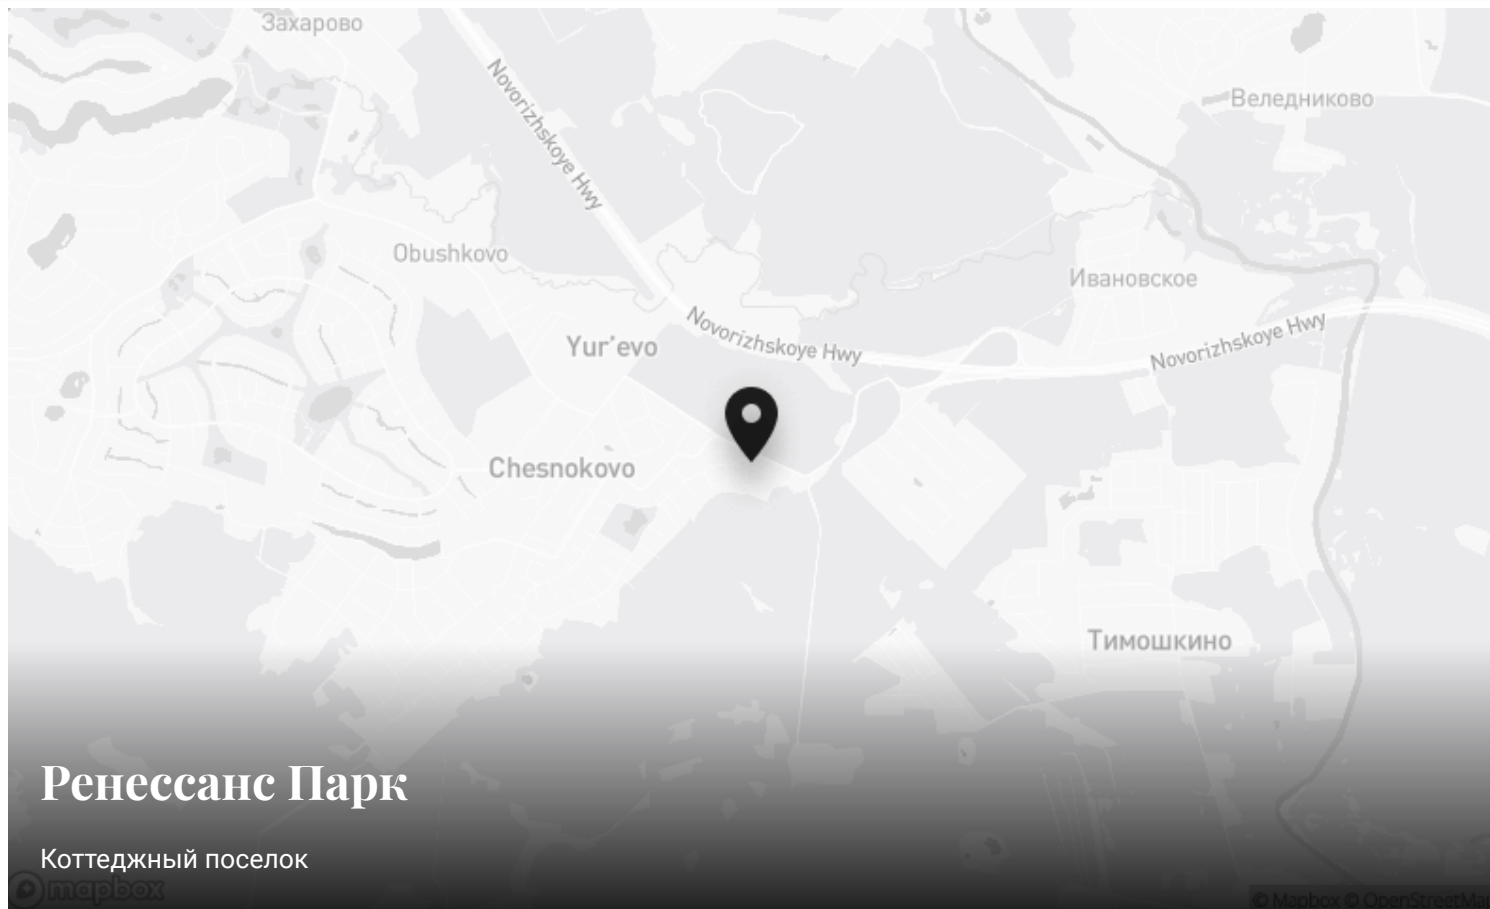 Захарово
Novorizhskoye Hwy
Веледниково
Obushkovo
Ивановское
Novorizhskoye Hwy
Novorizhskoye Hwy
Yur'evo
Chesnokovo
Тимошкино
Ренессанс Парк
Коттеджный поселок
mapbox
© Mapbox © OpenStreetMap